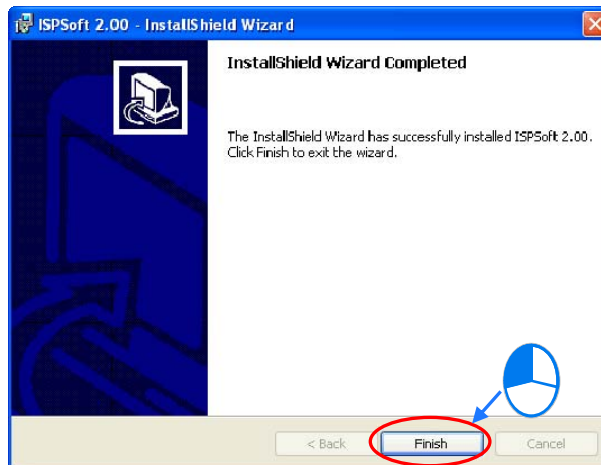 ISPSoft 2.00 - InstallShield Wizard
InstallShield Wizard Completed
The InstallShield Wizard has successfully installed ISPSoft 2.00.
Click Finish to exit the wizard.
< Back
Finish
Cancel